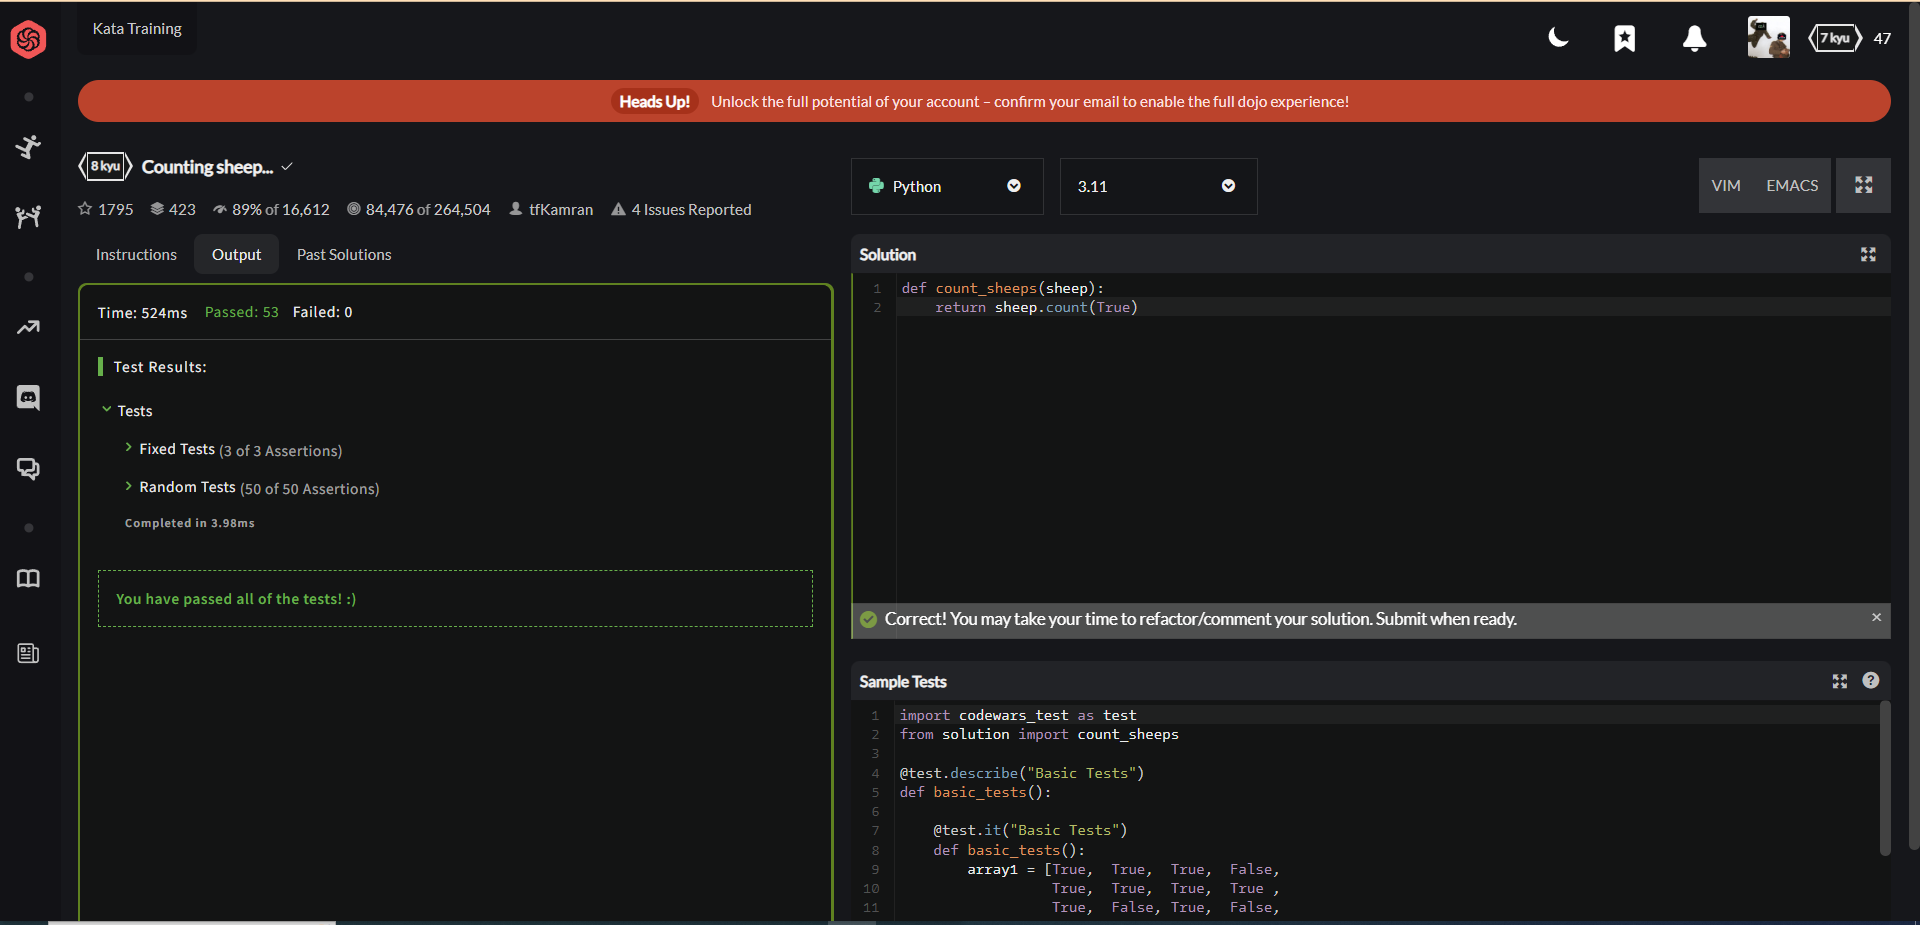 Kata Training
7 kyu 47
Heads Up! Unlock the full potential of your account – confirm your email to enable the full dojo experience!
8 kyu Counting sheep...
1795 423 89% of 16,612 84,476 of 264,504 tfKamran 4 Issues Reported
Python 3.11 VIM EMACS
Instructions Output Past Solutions
Time: 524ms Passed: 53 Failed: 0
Test Results:
Tests
Fixed Tests (3 of 3 Assertions)
Random Tests (50 of 50 Assertions)
Completed in 3.98ms
You have passed all of the tests! :)
Solution
1 def count_sheeps(sheep):
2     return sheep.count(True)
Correct! You may take your time to refactor/comment your solution. Submit when ready. ×
Sample Tests
1 import codewars_test as test
2 from solution import count_sheeps
3
4 @test.describe("Basic Tests")
5 def basic_tests():
6
7     @test.it("Basic Tests")
8     def basic_tests():
9         array1 = [True,  True,  True,  False,
10                   True,  True,  True,  True ,
11                   True,  False, True,  False,